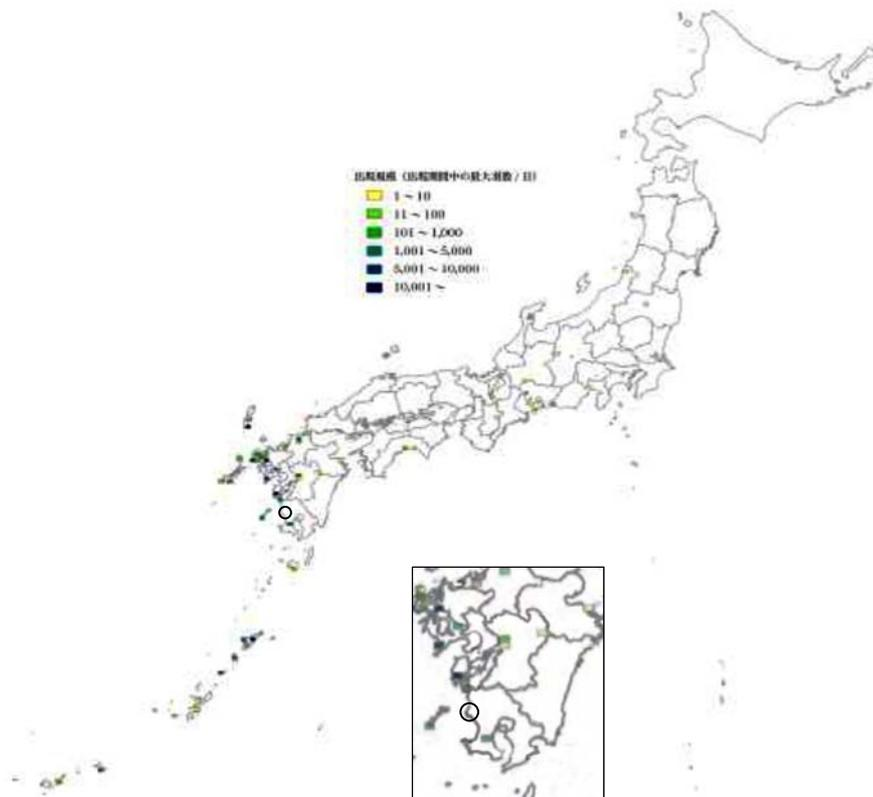 出現規模（出現期間中の最大羽数 / 日）
1 ～ 10
11 ～ 100
101 ～ 1,000
1,001 ～ 5,000
5,001 ～ 10,000
10,001 ～